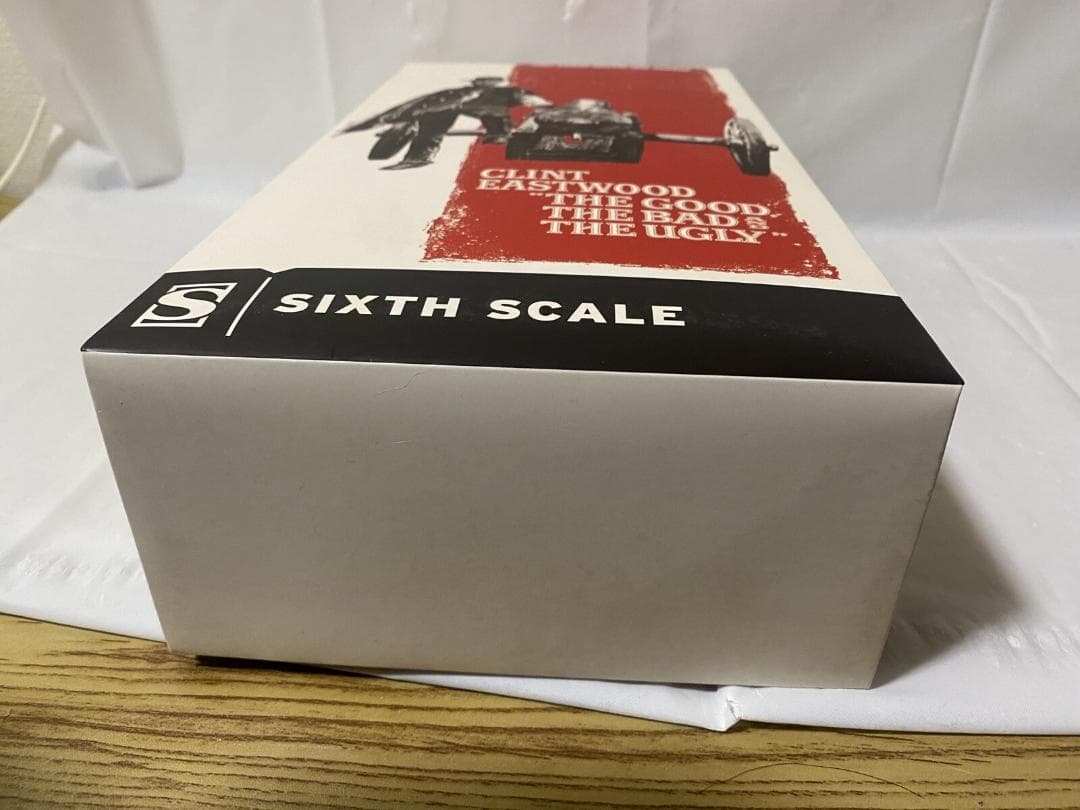 CLINT
EASTWOOD
"THE GOOD,
THE BAD &
THE UGLY"
S | SIXTH SCALE